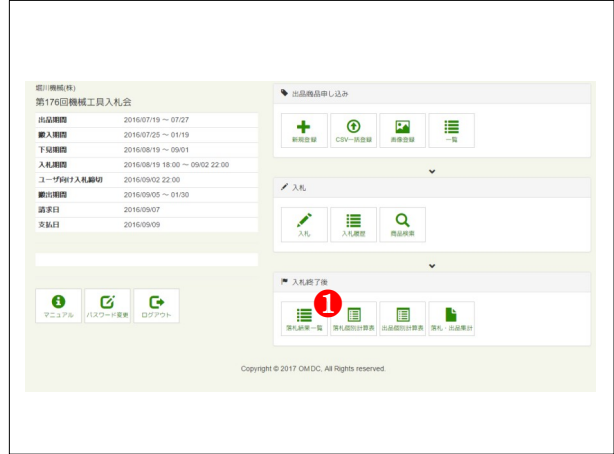 堀川機械(株)
第176回機械工具入札会
出品期間 2016/07/19 ～ 07/27
搬入期間 2016/07/25 ～ 01/19
下見期間 2016/08/19 ～ 09/01
入札期間 2016/08/19 18:00 ～ 09/02 22:00
ユーザ向け入札締切 2016/09/02 22:00
搬出期間 2016/09/05 ～ 01/30
請求日 2016/09/07
支払日 2016/09/09
マニュアル パスワード変更 ログアウト
出品商品申し込み
新規登録 CSV一括登録 画像登録 一覧
入札
入札 入札履歴 商品検索
入札終了後
1
落札結果一覧 落札個別計算表 出品個別計算表 落札・出品集計
Copyright © 2017 OMDC, All Rights reserved.